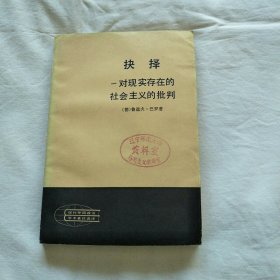 抉择
—对现实存在的
社会主义的批判
〔德〕鲁道夫·巴罗著
资料室